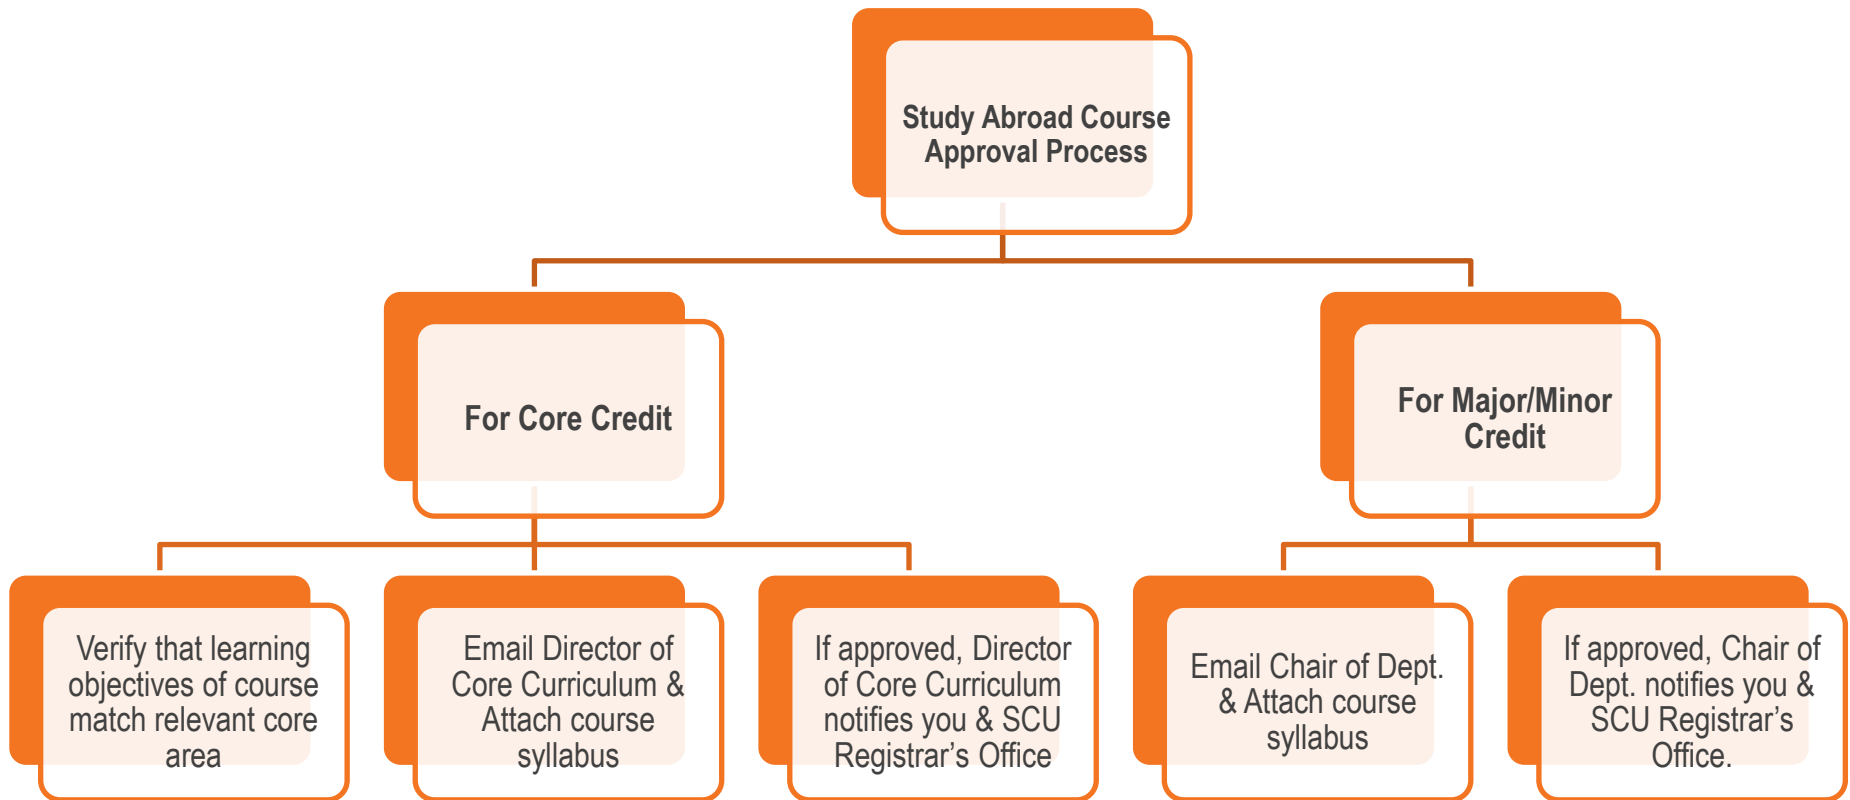 Study Abroad Course
Approval Process
For Core Credit
For Major/Minor
Credit
Verify that learning
objectives of course
match relevant core
area
Email Director of
Core Curriculum &
Attach course
syllabus
If approved, Director
of Core Curriculum
notifies you & SCU
Registrar’s Office
Email Chair of Dept.
& Attach course
syllabus
If approved, Chair of
Dept. notifies you &
SCU Registrar’s
Office.